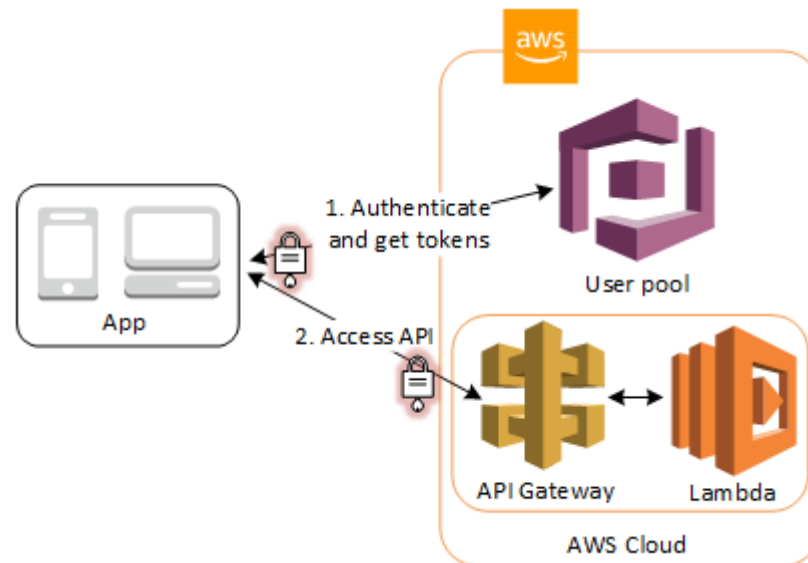 aws
1. Authenticate
and get tokens
User pool
App
2. Access API
API Gateway
Lambda
AWS Cloud